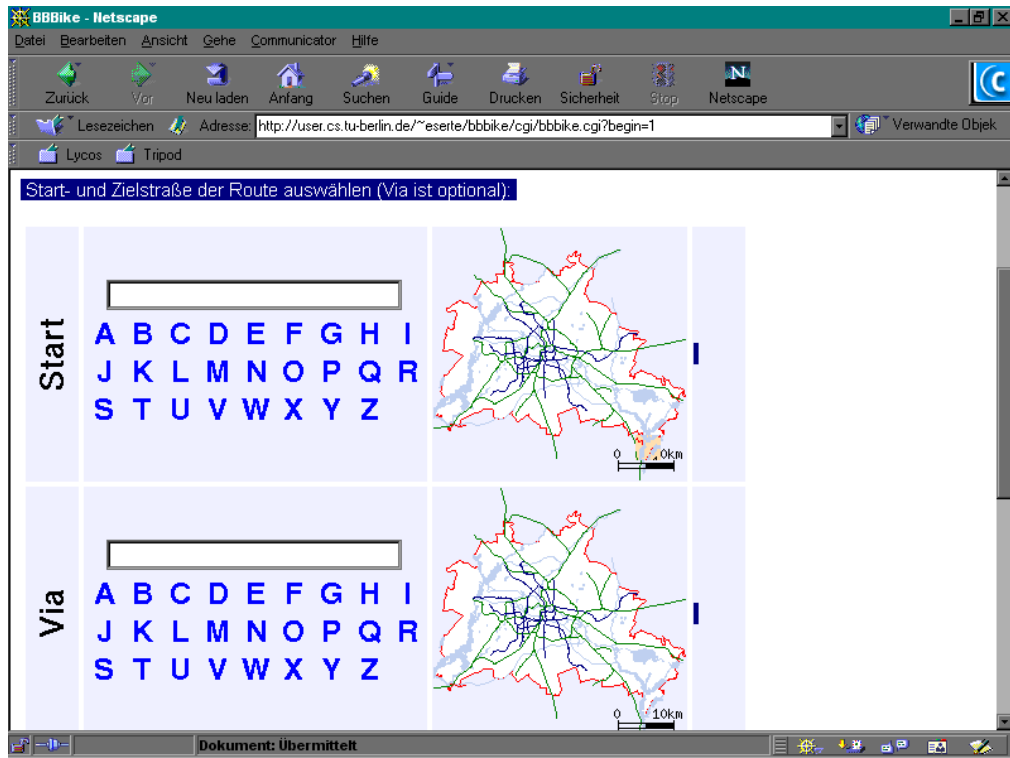 BBBike - Netscape
Datei Bearbeiten Ansicht Gehe Communicator Hilfe
Zurück Vor Neu laden Anfang Suchen Guide Drucken Sicherheit Stop Netscape
N
Lesezeichen Adresse: http://user.cs.tu-berlin.de/~eserte/bbbike/cgi/bbbike.cgi?begin=1 Verwandte Objek
Lycos Tripod
Start- und Zielstraße der Route auswählen (Via ist optional):
Start
A B C D E F G H I
J K L M N O P Q R
S T U V W X Y Z
0 0km
Via
A B C D E F G H I
J K L M N O P Q R
S T U V W X Y Z
0 10km
Dokument: Übermittelt